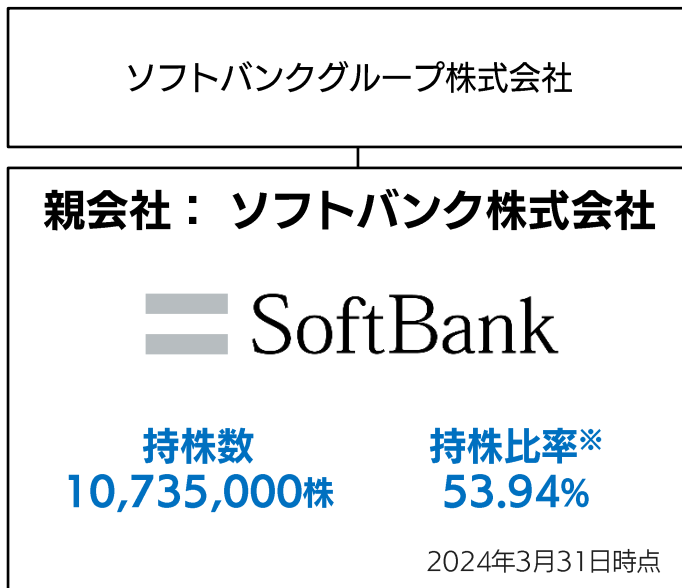 ソフトバンクグループ株式会社
親会社： ソフトバンク株式会社
SoftBank
持株数 持株比率※
10,735,000株 53.94%
2024年3月31日時点